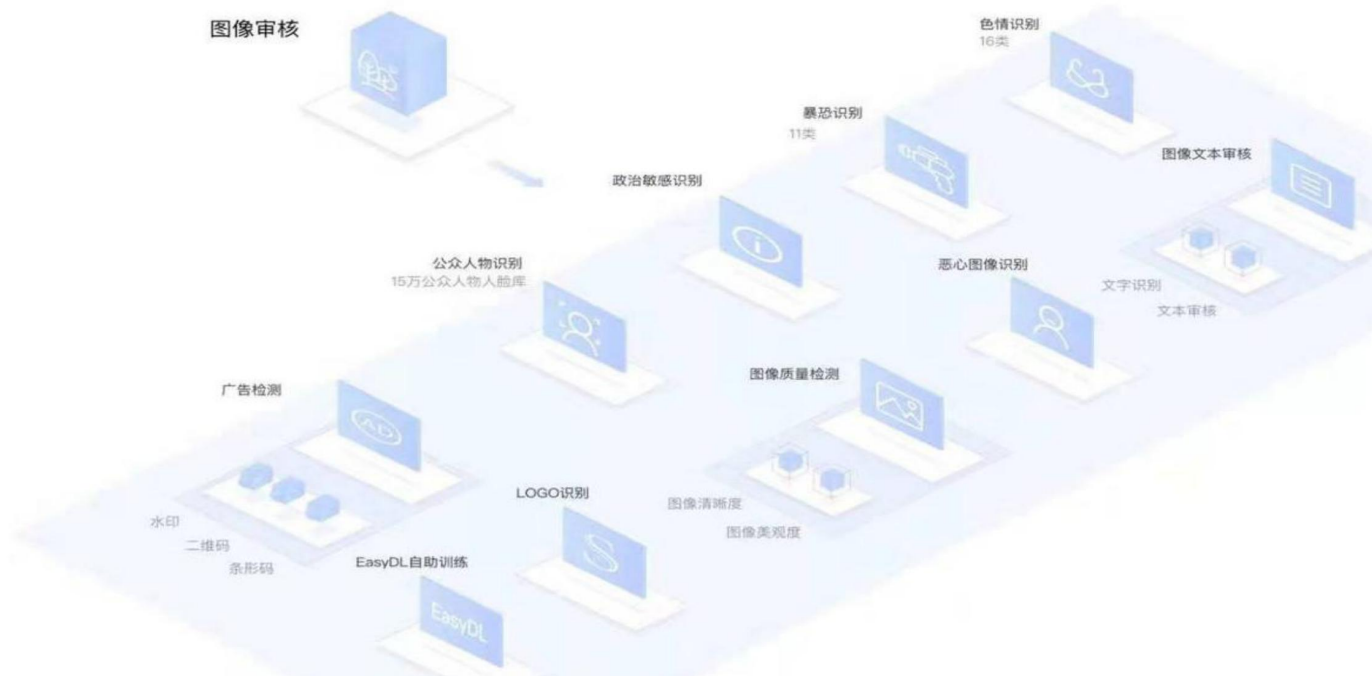 图像审核
色情识别
16类
暴恐识别
11类
图像文本审核
政治敏感识别
公众人物识别
15万公众人物人脸库
恶心图像识别
文字识别
文本审核
广告检测
AD
图像质量检测
水印
二维码
条形码
LOGO识别
S
图像清晰度
图像美观度
EasyDL自助训练
EasyDL